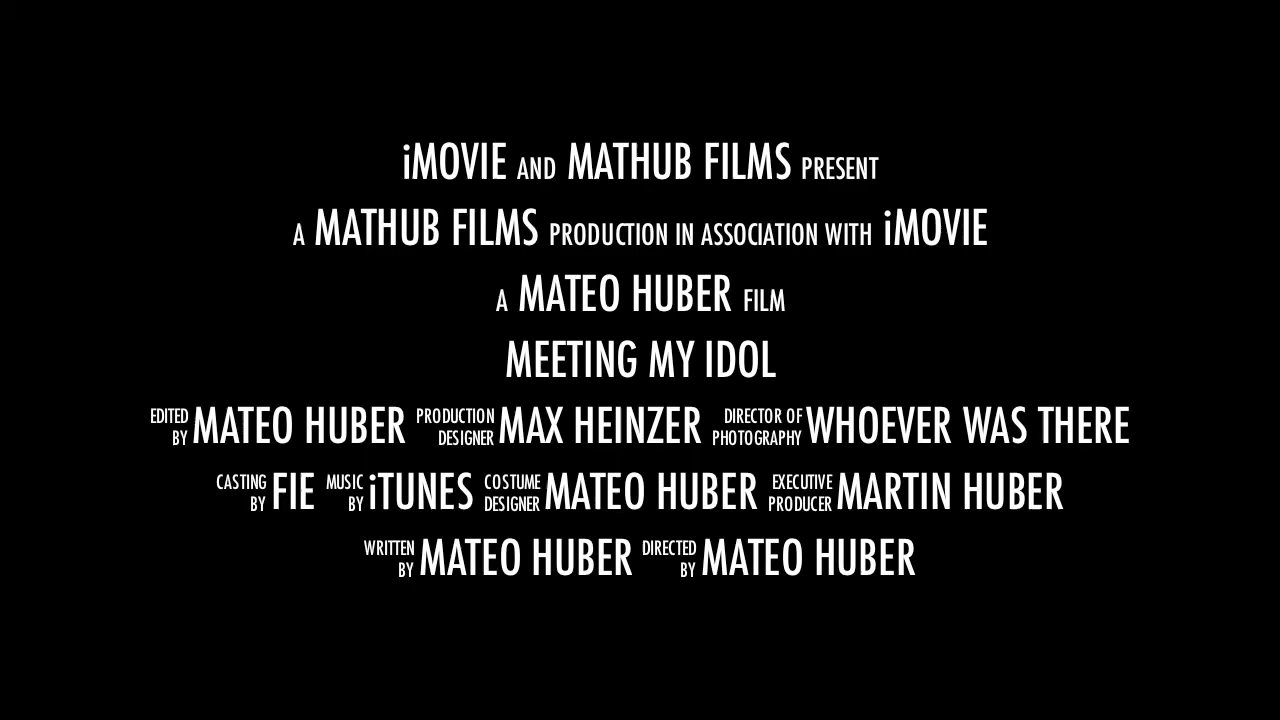 iMOVIE AND MATHUB FILMS PRESENT
A MATHUB FILMS PRODUCTION IN ASSOCIATION WITH iMOVIE
A MATEO HUBER FILM
MEETING MY IDOL
EDITED BY MATEO HUBER PRODUCTION DESIGNER MAX HEINZER DIRECTOR OF PHOTOGRAPHY WHOEVER WAS THERE
CASTING BY FIE MUSIC BY iTUNES COSTUME DESIGNER MATEO HUBER EXECUTIVE PRODUCER MARTIN HUBER
WRITTEN BY MATEO HUBER DIRECTED BY MATEO HUBER